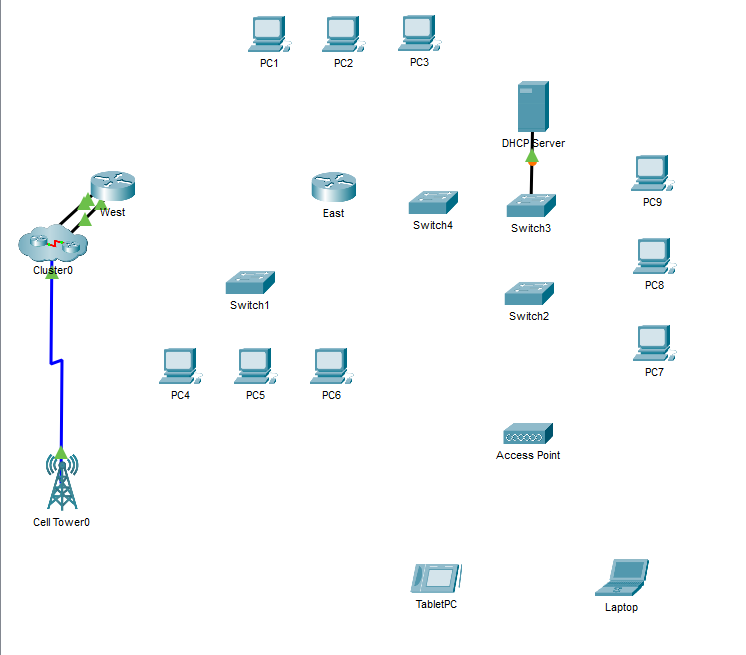 PC1
PC2
PC3
DHCP Server
West
East
Switch4
Switch3
PC9
Cluster0
Switch1
Switch2
PC8
PC4
PC5
PC6
PC7
Access Point
Cell Tower0
TabletPC
Laptop